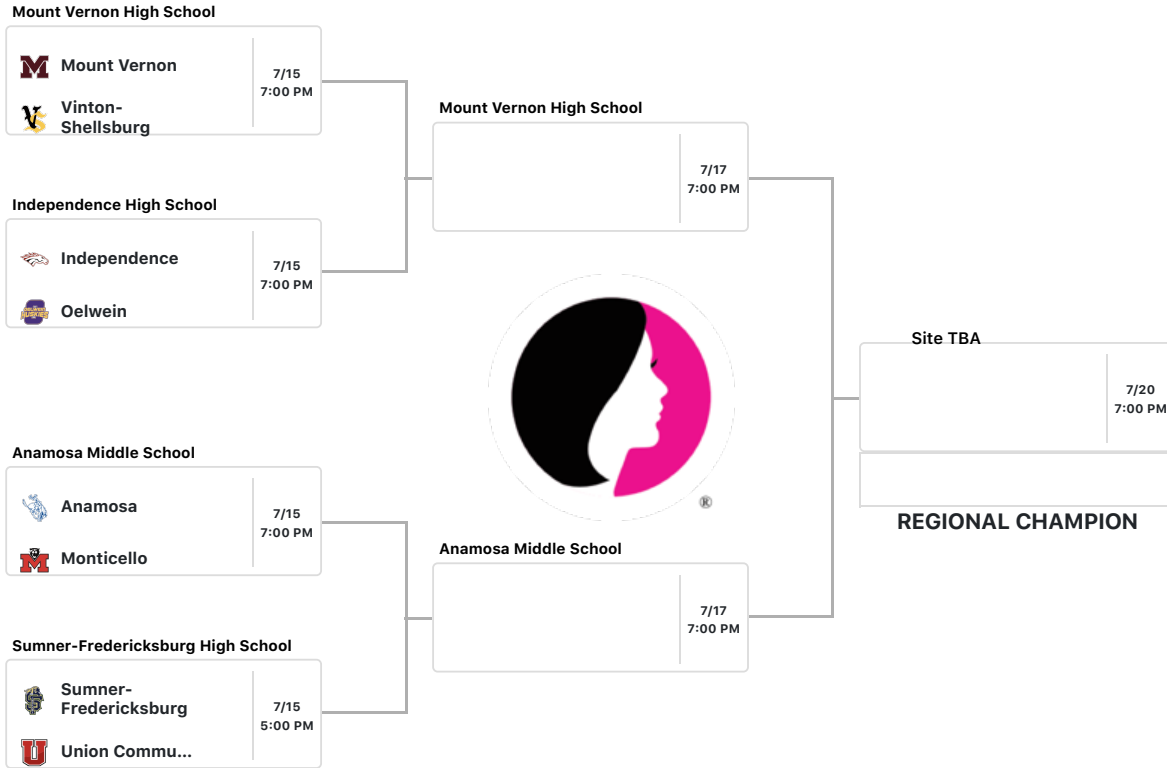 Mount Vernon High School
Mount Vernon
Vinton-
Shellsburg
7/15
7:00 PM
Independence High School
Independence
Oelwein
7/15
7:00 PM
Anamosa Middle School
Anamosa
Monticello
7/15
7:00 PM
Sumner-Fredericksburg High School
Sumner-
Fredericksburg
Union Commu...
7/15
5:00 PM
Mount Vernon High School
7/17
7:00 PM
®
Anamosa Middle School
7/17
7:00 PM
Site TBA
7/20
7:00 PM
REGIONAL CHAMPION